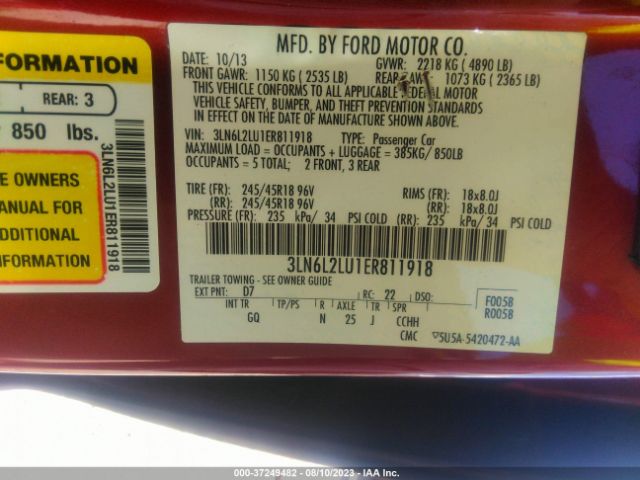 FORMATION
REAR: 3
850 lbs.
E OWNERS
ANUAL FOR
DDITIONAL
INFORMATION
3LN6L2LU1ER811918
MFD. BY FORD MOTOR CO.
DATE: 10/13 GVWR: 2218 KG ( 4890 LB)
FRONT GAWR: 1150 KG ( 2535 LB) REAR GAWR: 1073 KG ( 2365 LB)
THIS VEHICLE CONFORMS TO ALL APPLICABLE FEDERAL MOTOR
VEHICLE SAFETY, BUMPER, AND THEFT PREVENTION STANDARDS
IN EFFECT ON THE DATE OF MANUFACTURE SHOWN ABOVE.
VIN: 3LN6L2LU1ER811918 TYPE: Passenger Car
MAXIMUM LOAD = OCCUPANTS + LUGGAGE = 385KG/ 850LB
OCCUPANTS = 5 TOTAL: 2 FRONT, 3 REAR
TIRE (FR): 245/45R18 96V RIMS (FR): 18x8.0J
(RR): 245/45R18 96V (RR): 18x8.0J
PRESSURE (FR): 235 kPa/ 34 PSI COLD (RR): 235 kPa/ 34 PSI COLD
3LN6L2LU1ER811918
TRAILER TOWING - SEE OWNER GUIDE
EXT PNT: D7 RC: 22 DSO: F0058
INT TR TP/PS R AXLE TR SPR R0058
GQ N 25 J CCHH
CMC 5U5A-5420472-AA
000-37249482 - 08/10/2023 - IAA Inc.